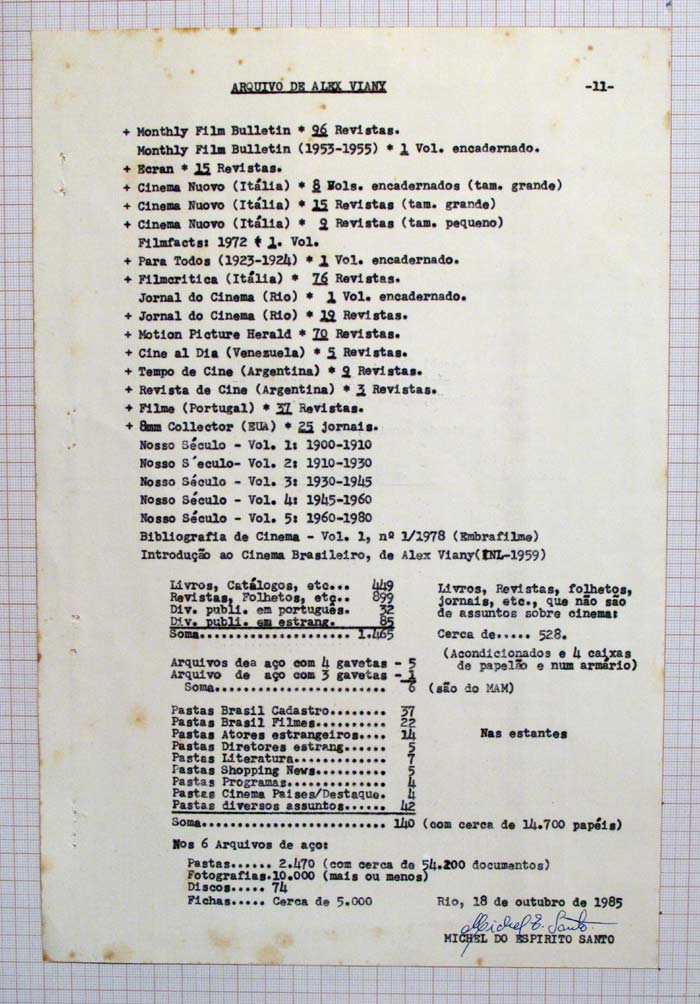 ARQUIVO DE ALEX VIANY -11-
+ Monthly Film Bulletin * 96 Revistas.
Monthly Film Bulletin (1953-1955) * 1 Vol. encadernado.
+ Ecran * 15 Revistas.
+ Cinema Nuovo (Itália) * 8 Vols. encadernados (tam. grande)
+ Cinema Nuovo (Itália) * 15 Revistas (tam. grande)
+ Cinema Nuovo (Itália) * 9 Revistas (tam. pequeno)
Filmfacts: 1972 * 1. Vol.
+ Para Todos (1923-1924) * 1 Vol. encadernado.
+ Filmcritica (Itália) * 76 Revistas.
Jornal do Cinema (Rio) * 1 Vol. encadernado.
+ Jornal do Cinema (Rio) * 19 Revistas.
+ Motion Picture Herald * 70 Revistas.
+ Cine al Dia (Venezuela) * 5 Revistas.
+ Tempo de Cine (Argentina) * 9 Revistas.
+ Revista de Cine (Argentina) * 3 Revistas.
+ Filme (Portugal) * 37 Revistas.
+ 8mm Collector (EUA) * 25 jornais.
Nosso Século - Vol. 1: 1900-1910
Nosso S´eculo- Vol. 2: 1910-1930
Nosso Século - Vol. 3: 1930-1945
Nosso Século - Vol. 4: 1945-1960
Nosso Século - Vol. 5: 1960-1980
Bibliografia de Cinema - Vol. 1, nº 1/1978 (Embrafilme)
Introdução ao Cinema Brasileiro, de Alex Viany(INL-1959)
Livros, Catálogos, etc... 449
Revistas, Folhetos, etc.. 899
Div. publi. em português. 32
Div. publi. em estrang. 85
Soma.................... 1.465
Livros, Revistas, folhetos,
jornais, etc., que não são
de assuntos sobre cinema:
Cerca de..... 528.
(Acondicionados e 4 caixas
de papelão e num armário)
Arquivos dea aço com 4 gavetas - 5
Arquivo de aço com 3 gavetas - 1
Soma....................... 6 (são do MAM)
Pastas Brasil Cadastro........ 37
Pastas Brasil Filmes.......... 22
Pastas Atores estrangeiros.... 14
Pastas Diretores estrang...... 5
Pastas Literatura............. 7
Pastas Shopping News.......... 5
Pastas Programas.............. 4
Pastas Cinema Paises/Destaque. 4
Pastas diversos assuntos...... 42
Nas estantes
Soma.......................... 140 (com cerca de 14.700 papéis)
Nos 6 Arquivos de aço:
Pastas...... 2.470 (com cerca de 54.200 documentos)
Fotografias.10.000 (mais ou menos)
Discos..... 74
Fichas..... Cerca de 5.000
Rio, 18 de outubro de 1985
Michel E. Santo
MICHEL DO ESPIRITO SANTO